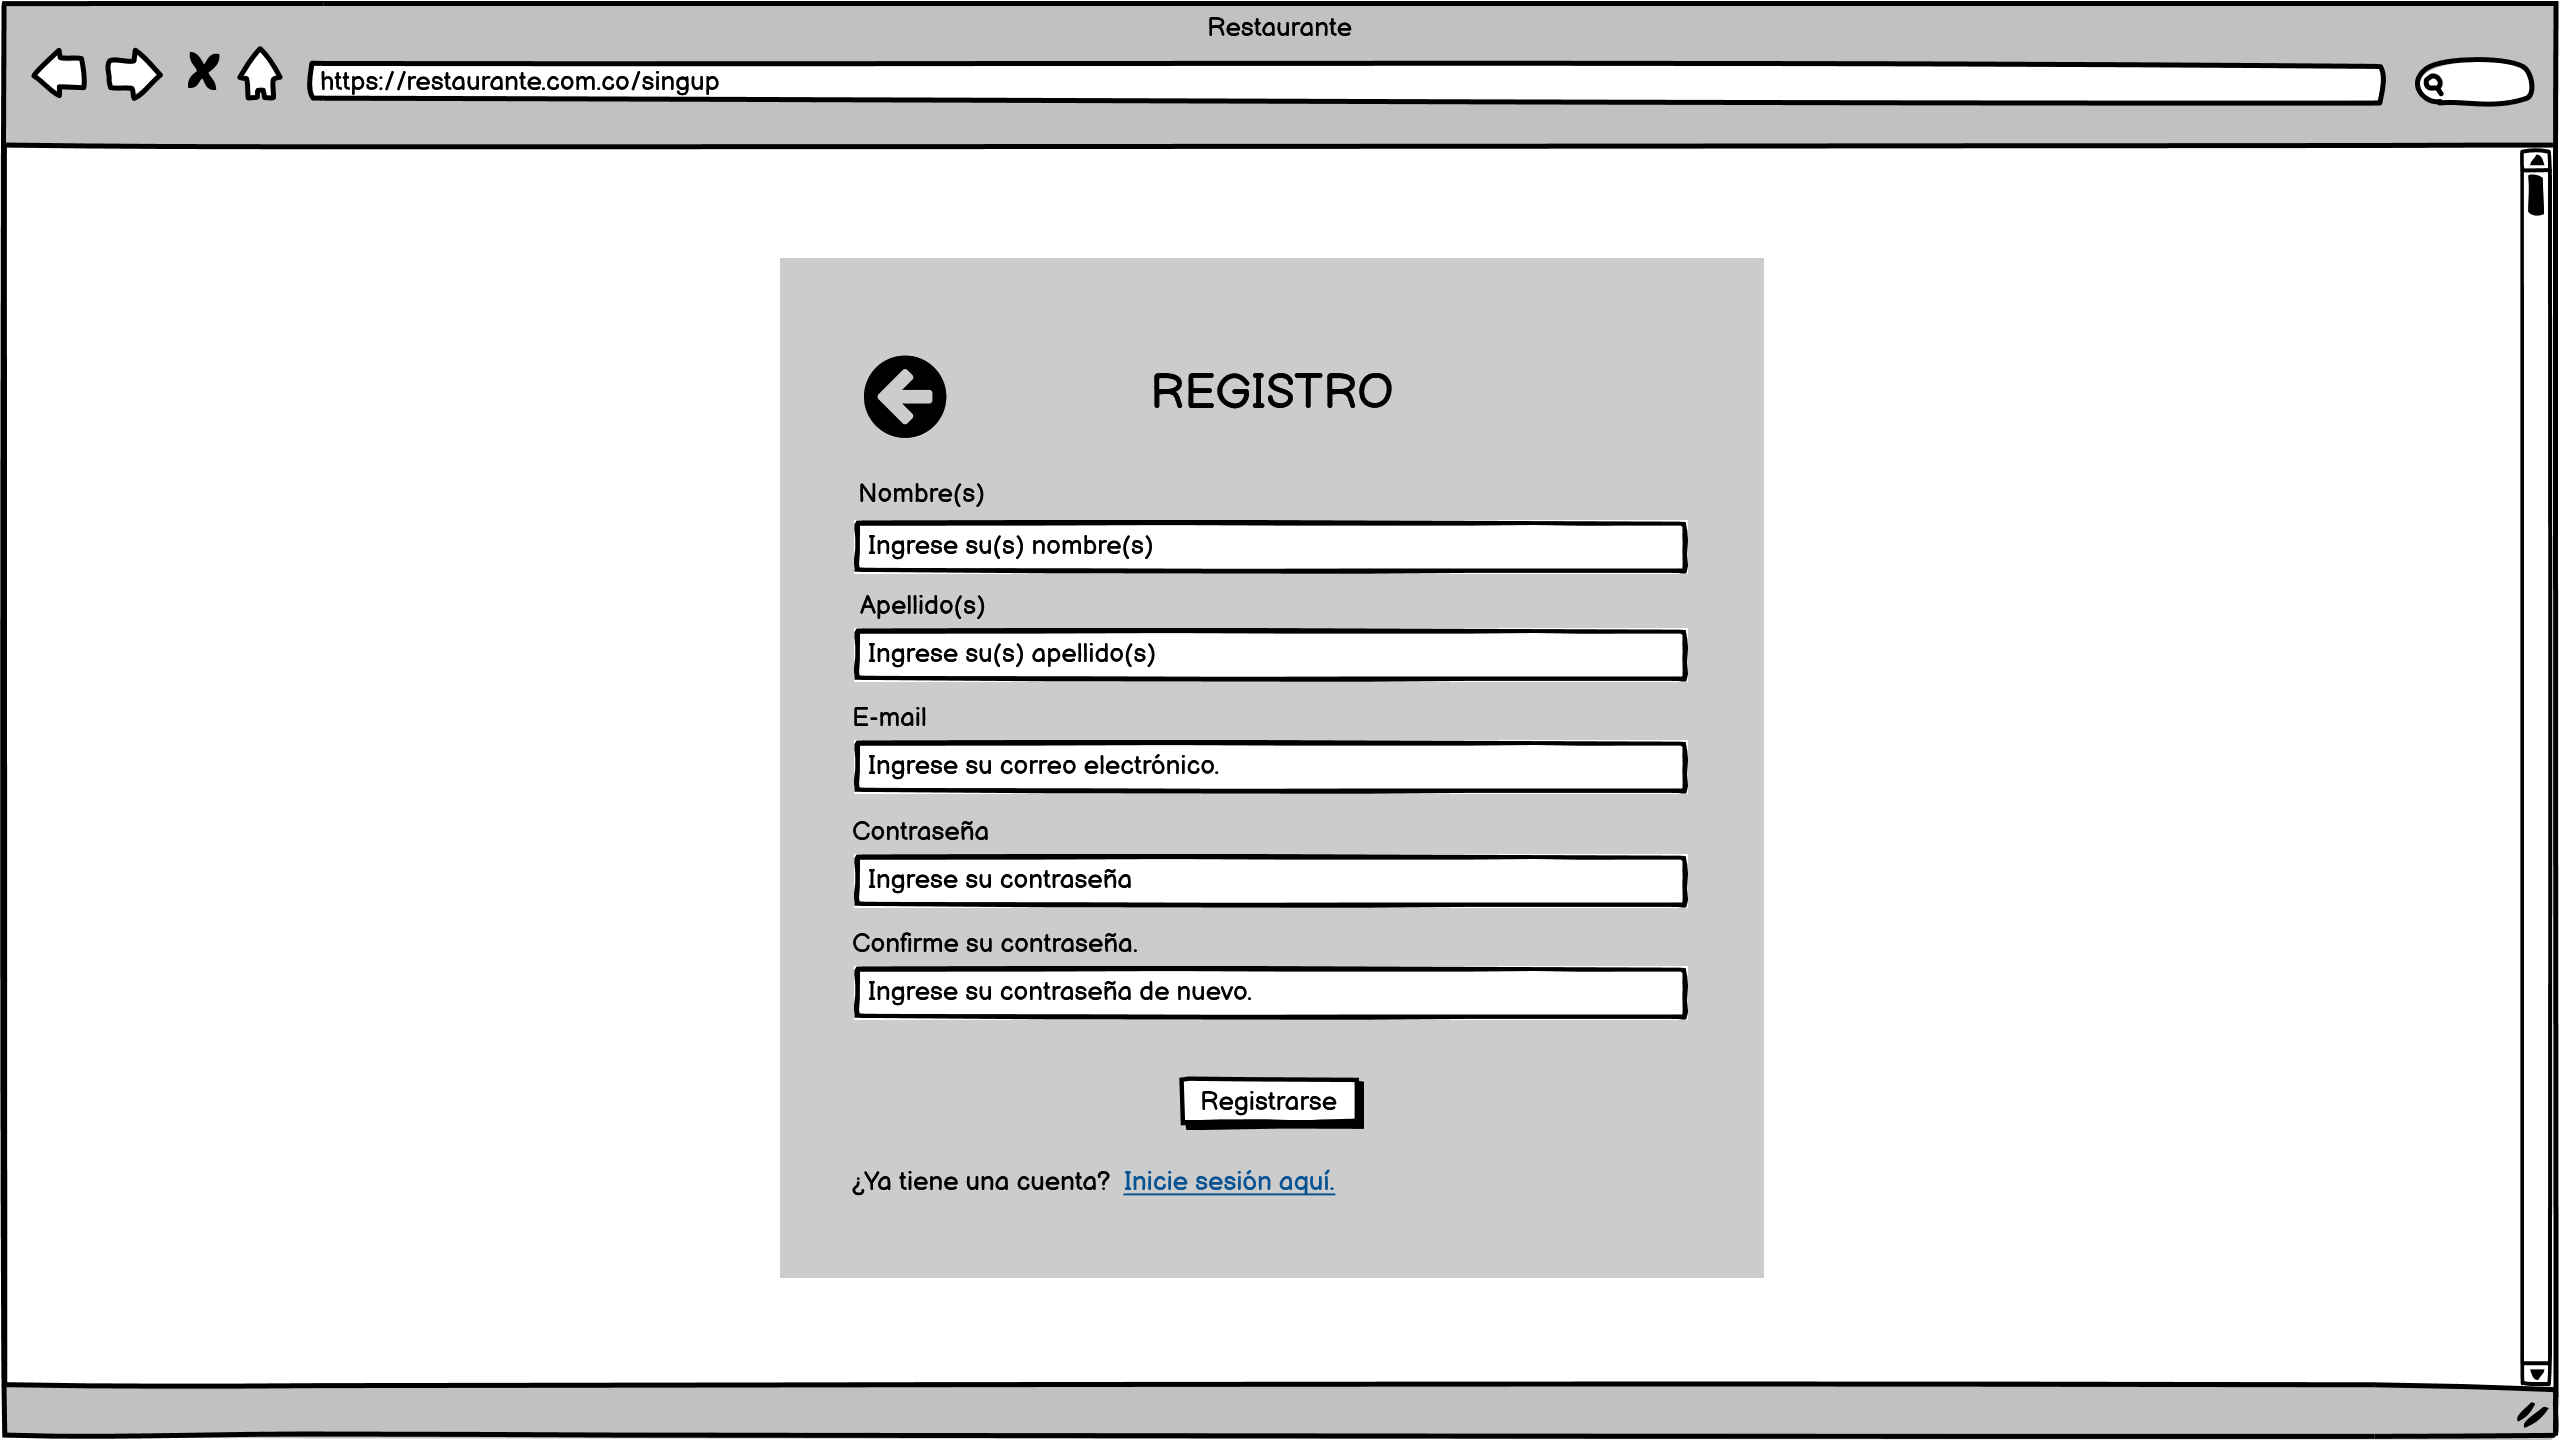 Restaurante
https://restaurante.com.co/singup
REGISTRO
Nombre(s)
Ingrese su(s) nombre(s)
Apellido(s)
Ingrese su(s) apellido(s)
E-mail
Ingrese su correo electrónico.
Contraseña
Ingrese su contraseña
Confirme su contraseña.
Ingrese su contraseña de nuevo.
Registrarse
¿Ya tiene una cuenta? Inicie sesión aquí.